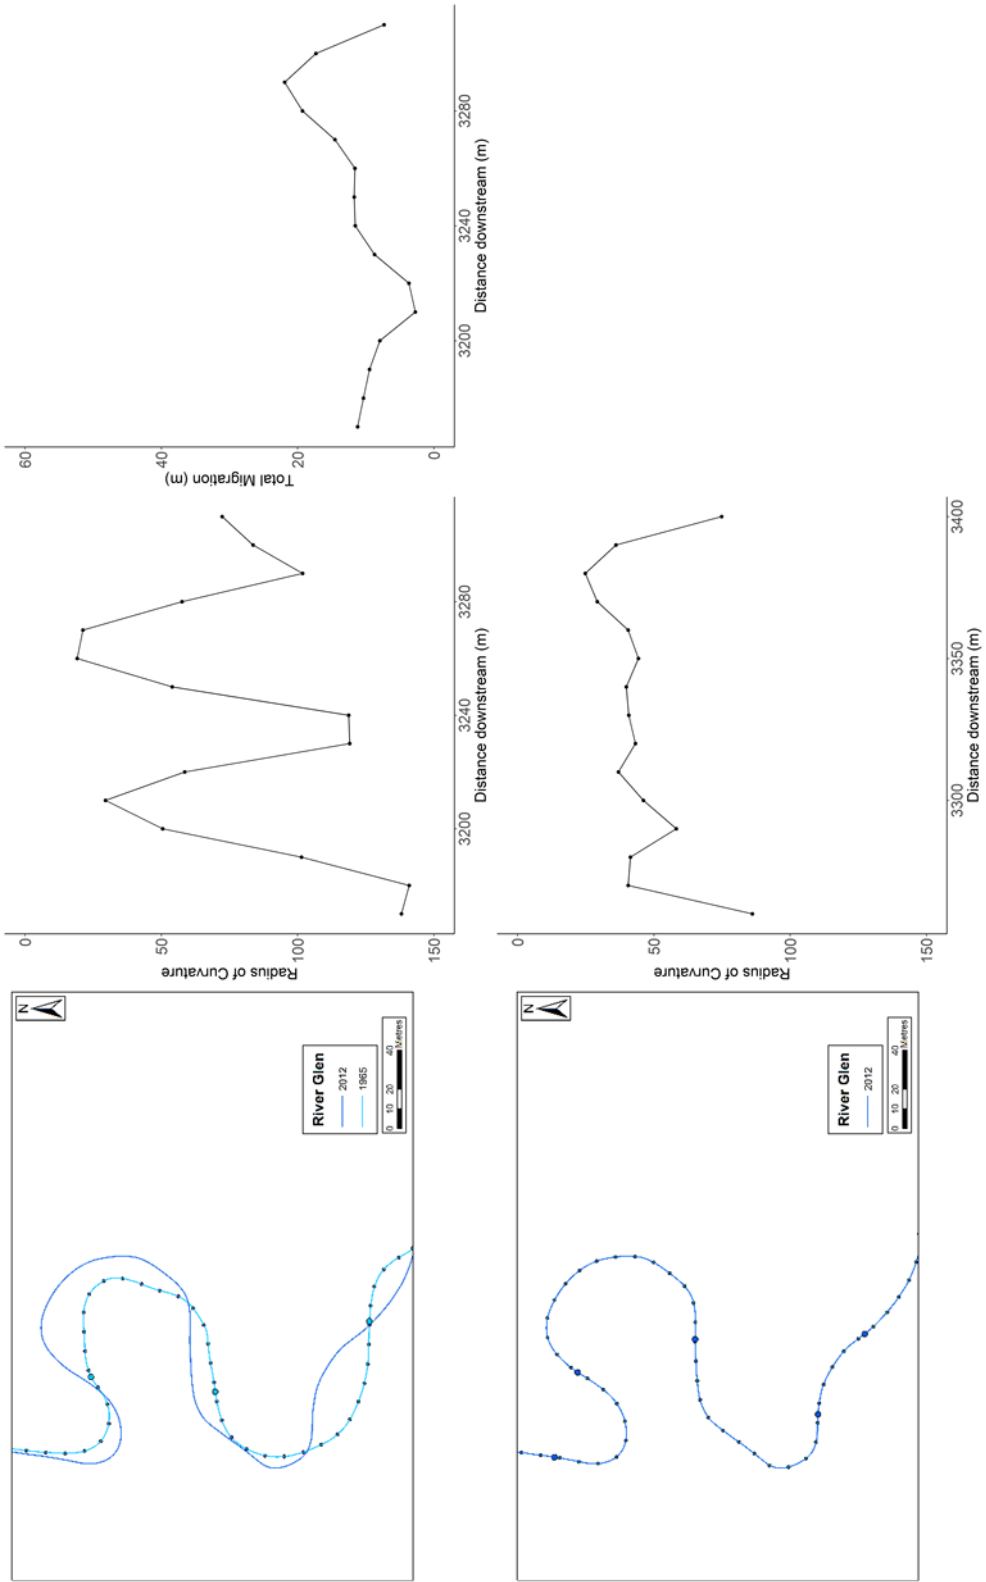 N
River Glen
2012
1965
0 10 20 40
Metres
Radius of Curvature
0
50
100
150
3200 3240 3280
Distance downstream (m)
Total Migration (m)
60
40
20
0
3200 3240 3280
Distance downstream (m)
N
River Glen
2012
0 10 20 40
Metres
Radius of Curvature
0
50
100
150
3300 3350 3400
Distance downstream (m)